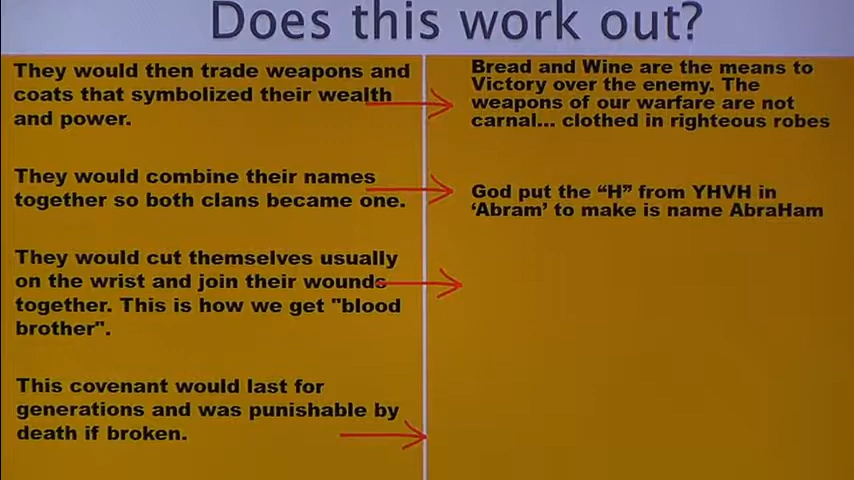 Does this work out?
They would then trade weapons and
coats that symbolized their wealth
and power.
Bread and Wine are the means to
Victory over the enemy. The
weapons of our warfare are not
carnal... clothed in righteous robes
They would combine their names
together so both clans became one.
God put the “H” from YHVH in
‘Abram’ to make is name AbraHam
They would cut themselves usually
on the wrist and join their wounds
together. This is how we get "blood
brother".
This covenant would last for
generations and was punishable by
death if broken.